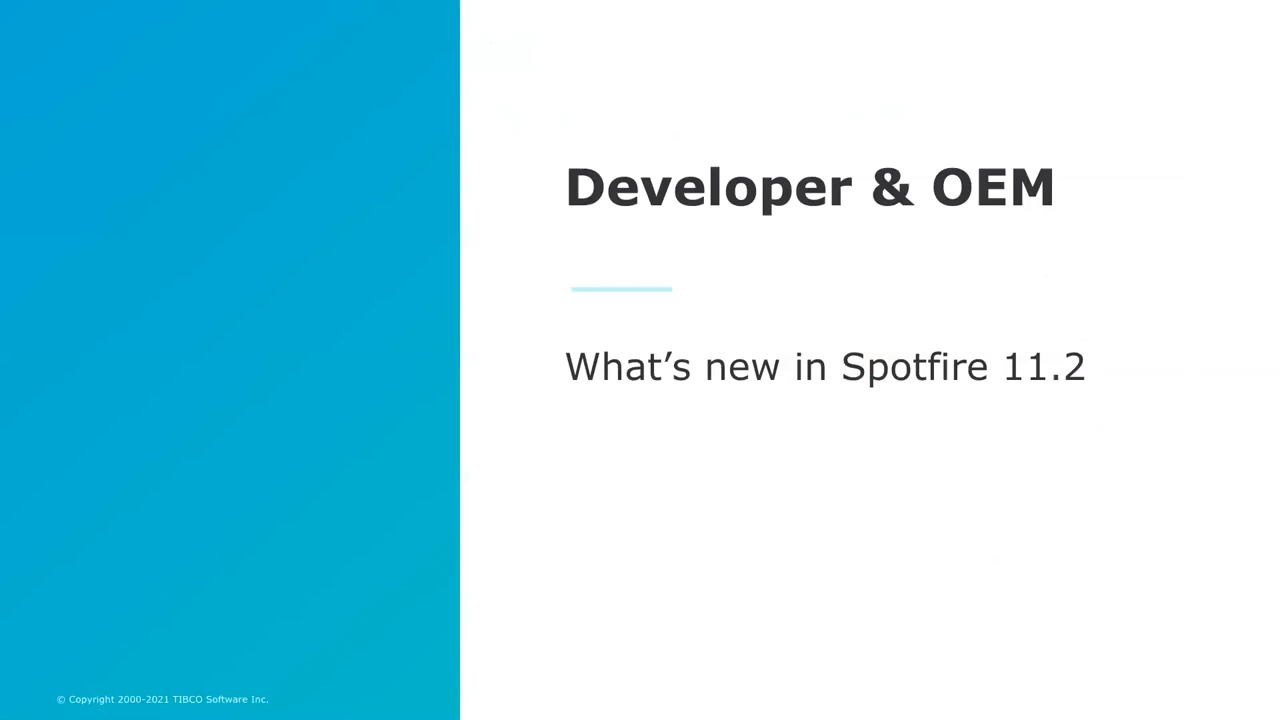 Developer & OEM
What’s new in Spotfire 11.2
© Copyright 2000-2021 TIBCO Software Inc.